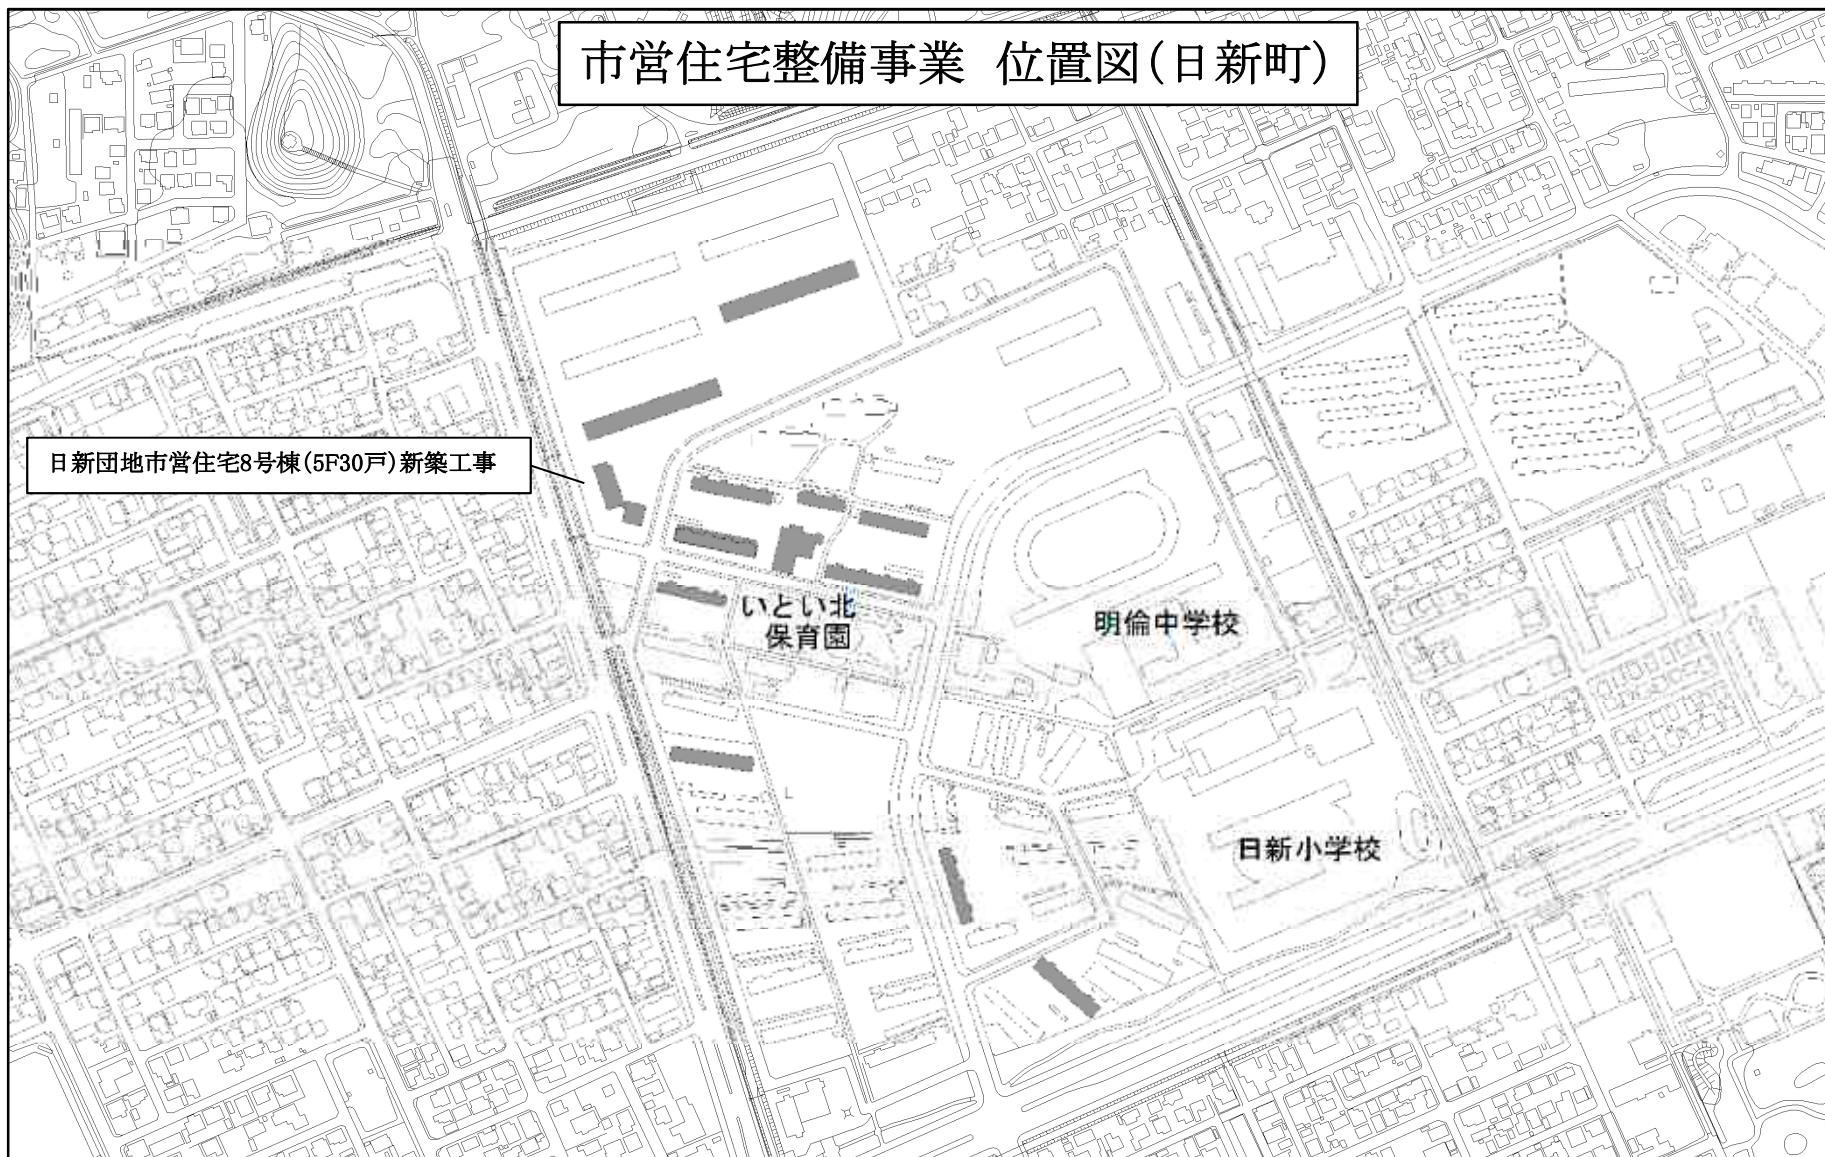 市営住宅整備事業 位置図(日新町)
日新団地市営住宅8号棟(5F30戸)新築工事
いとい北
保育園
明倫中学校
日新小学校